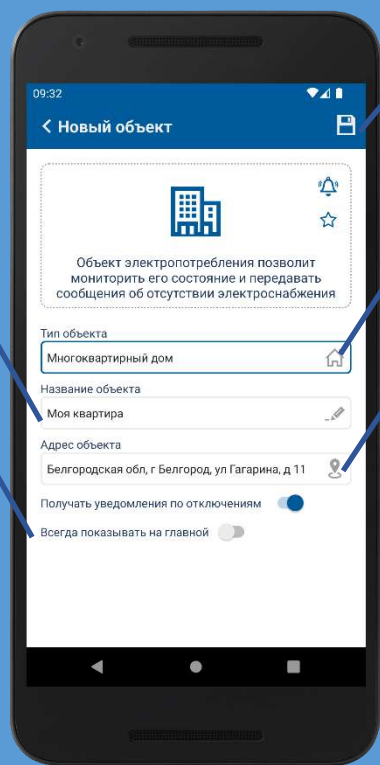 09:32
Новый объект
Объект электропотребления позволит
мониторить его состояние и передавать
сообщения об отсутствии электроснабжения
Тип объекта
Многоквартирный дом
Название объекта
Моя квартира
Адрес объекта
Белгородская обл, г Белгород, ул Гагарина, д 11
Получать уведомления по отключениям
Всегда показывать на главной